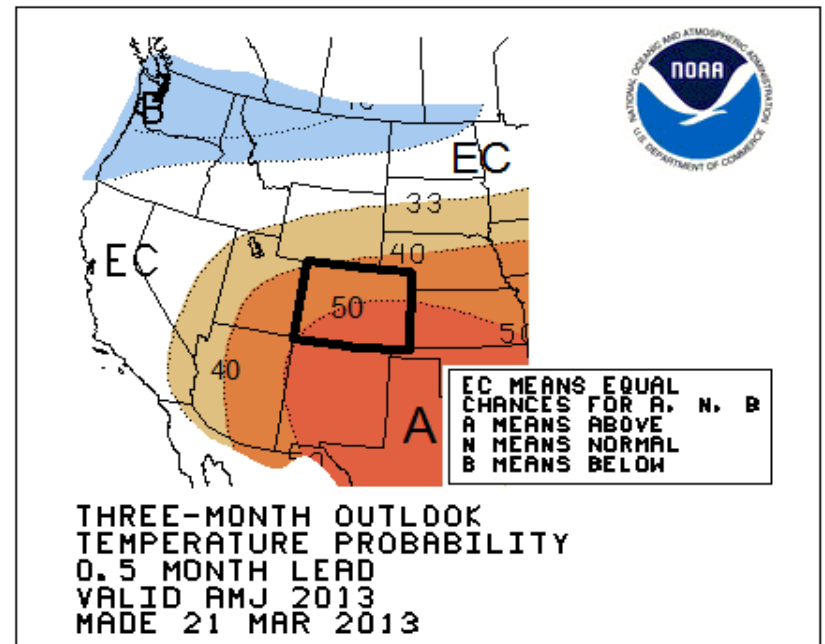 NATIONAL OCEANIC AND ATMOSPHERIC ADMINISTRATION
NOAA
U.S. DEPARTMENT OF COMMERCE
B
EC
33
40
EC
50
50
40
A
EC MEANS EQUAL
CHANCES FOR A, N, B
A MEANS ABOVE
N MEANS NORMAL
B MEANS BELOW
THREE-MONTH OUTLOOK
TEMPERATURE PROBABILITY
0.5 MONTH LEAD
VALID AMJ 2013
MADE 21 MAR 2013